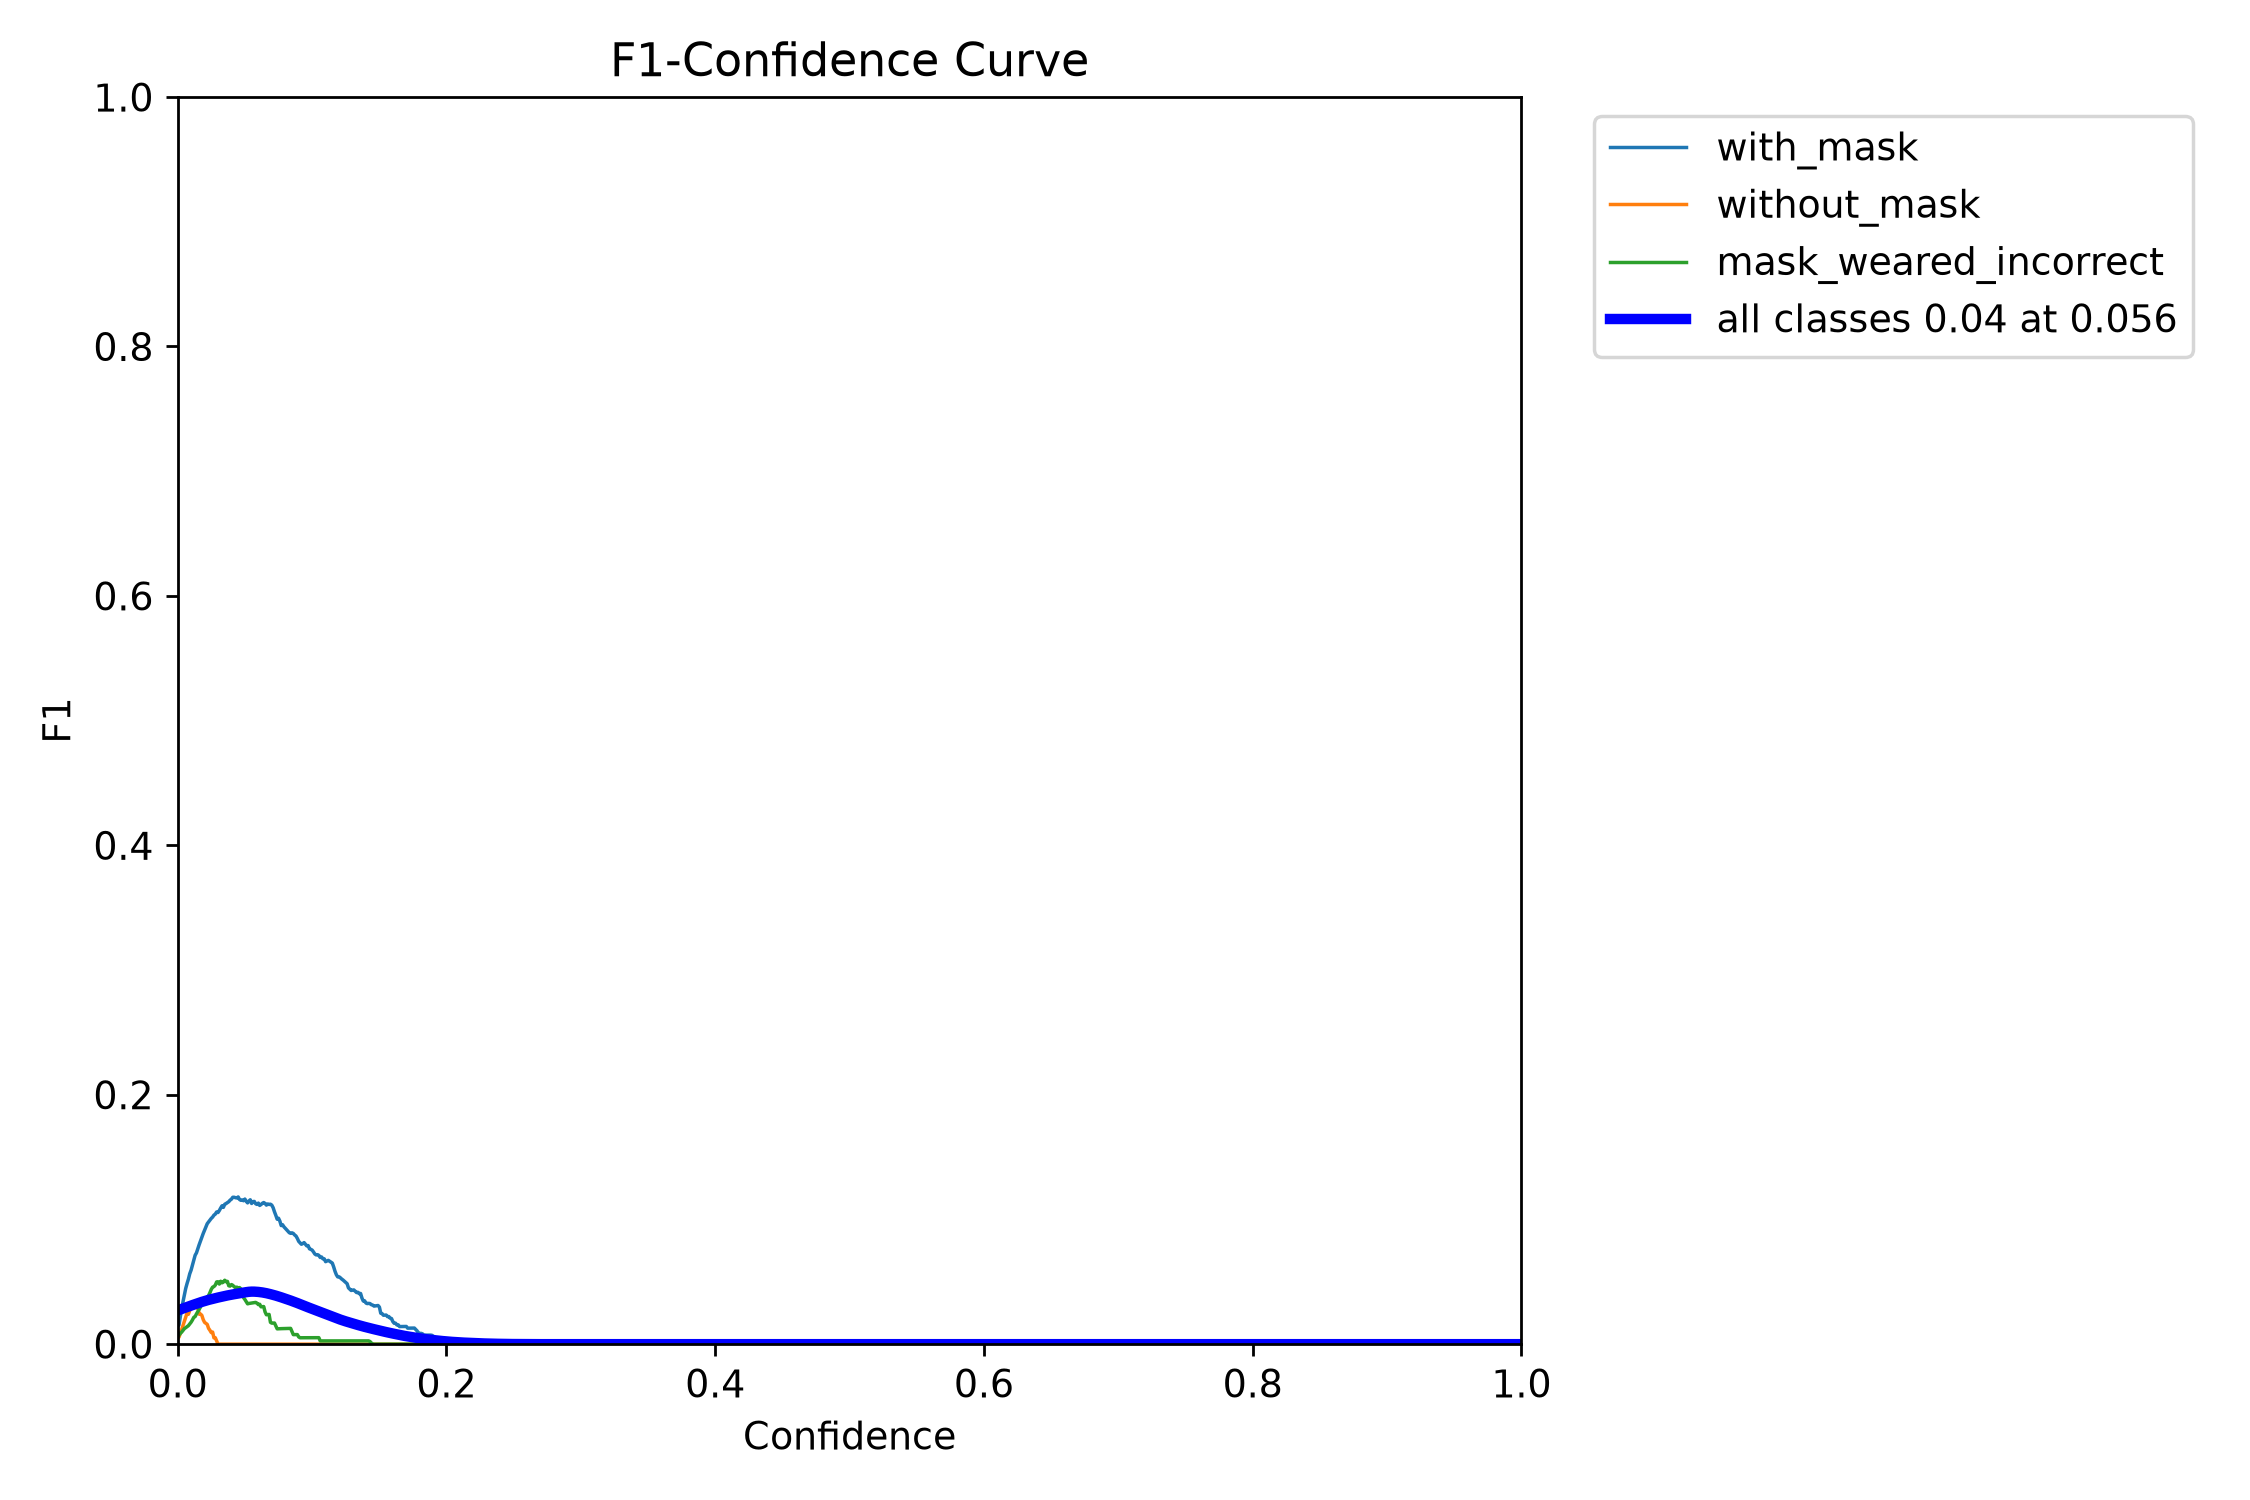 F1-Confidence Curve
1.0
0.8
0.6
0.4
0.2
0.0
F1
0.0 0.2 0.4 0.6 0.8 1.0
Confidence
with_mask
without_mask
mask_weared_incorrect
all classes 0.04 at 0.056